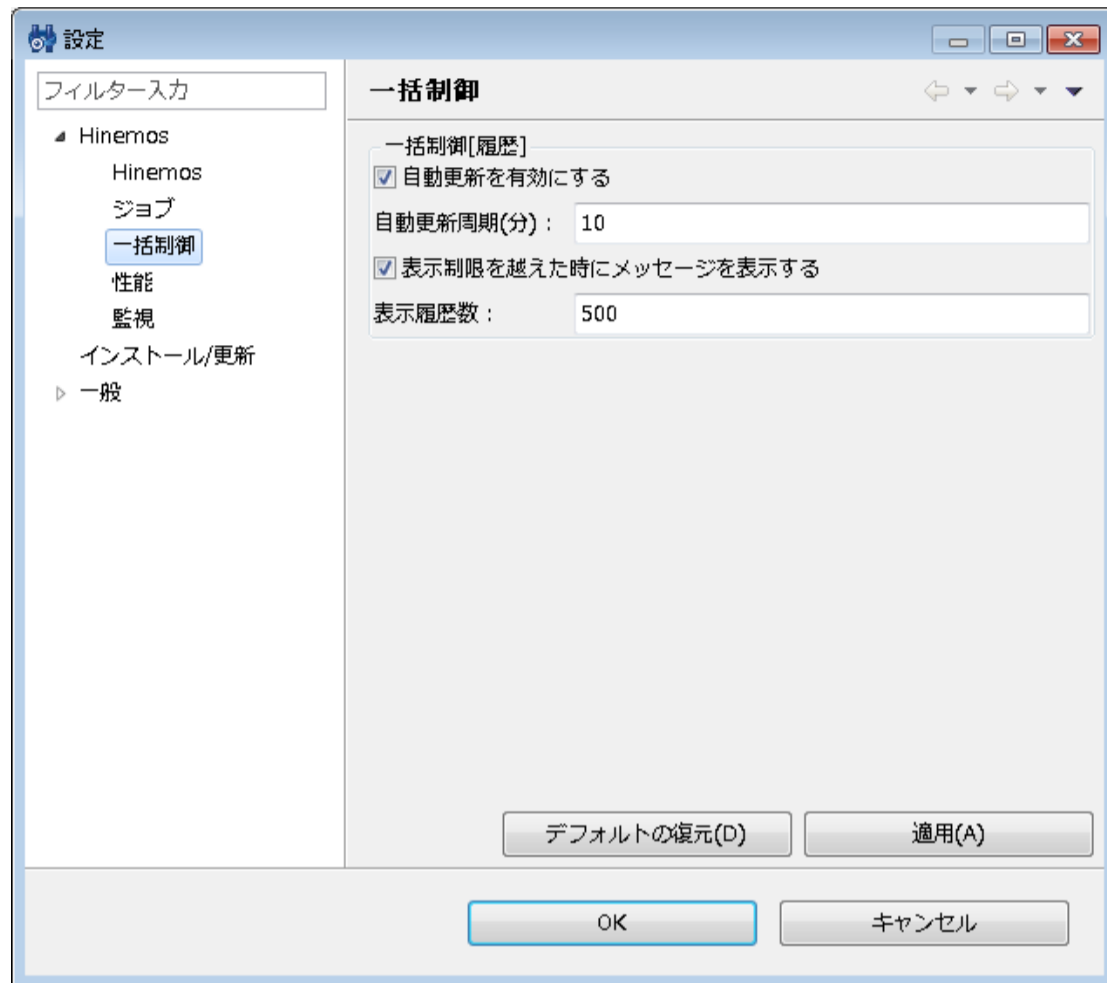 設定
フィルター入力
Hinemos
Hinemos
ジョブ
一括制御
性能
監視
インストール/更新
一般
一括制御
一括制御[履歴]
自動更新を有効にする
自動更新周期(分)： 10
表示制限を越えた時にメッセージを表示する
表示履歴数： 500
デフォルトの復元(D) 適用(A)
OK キャンセル